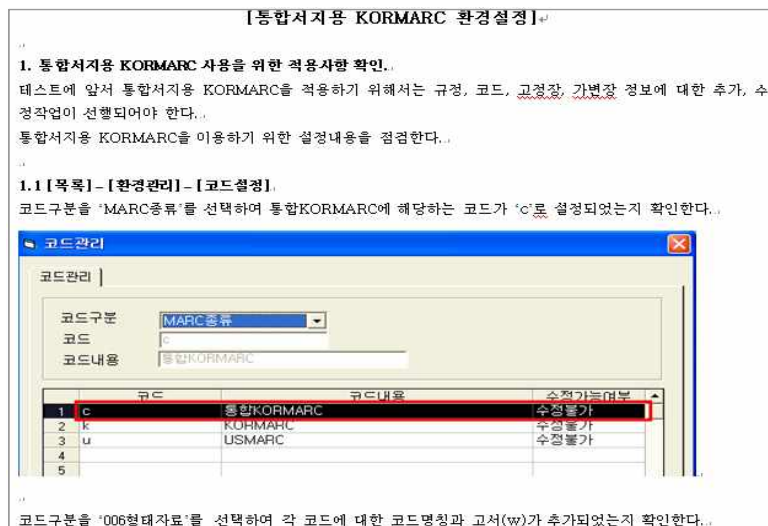 [통합서지용 KORMARC 환경설정]
1. 통합서지용 KORMARC 사용을 위한 적용사항 확인.
테스트에 앞서 통합서지용 KORMARC을 적용하기 위해서는 규정, 코드, 고정장, 가변장 정보에 대한 추가, 수
정작업이 선행되어야 한다.
통합서지용 KORMARC을 이용하기 위한 설정내용을 점검한다.
1.1 [목록] – [환경관리] – [코드설정]
코드구분을 ‘MARC종류’를 선택하여 통합KORMARC에 해당하는 코드가 ‘c’로 설정되었는지 확인한다.
코드관리
코드관리
코드구분 MARC종류
코드 c
코드내용 통합KORMARC
코드 코드내용 수정가능여부
1 c 통합KORMARC 수정불가
2 k KORMARC 수정불가
3 u USMARC 수정불가
4
5
코드구분을 ‘006형태자료’를 선택하여 각 코드에 대한 코드명칭과 고서(w)가 추가되었는지 확인한다.